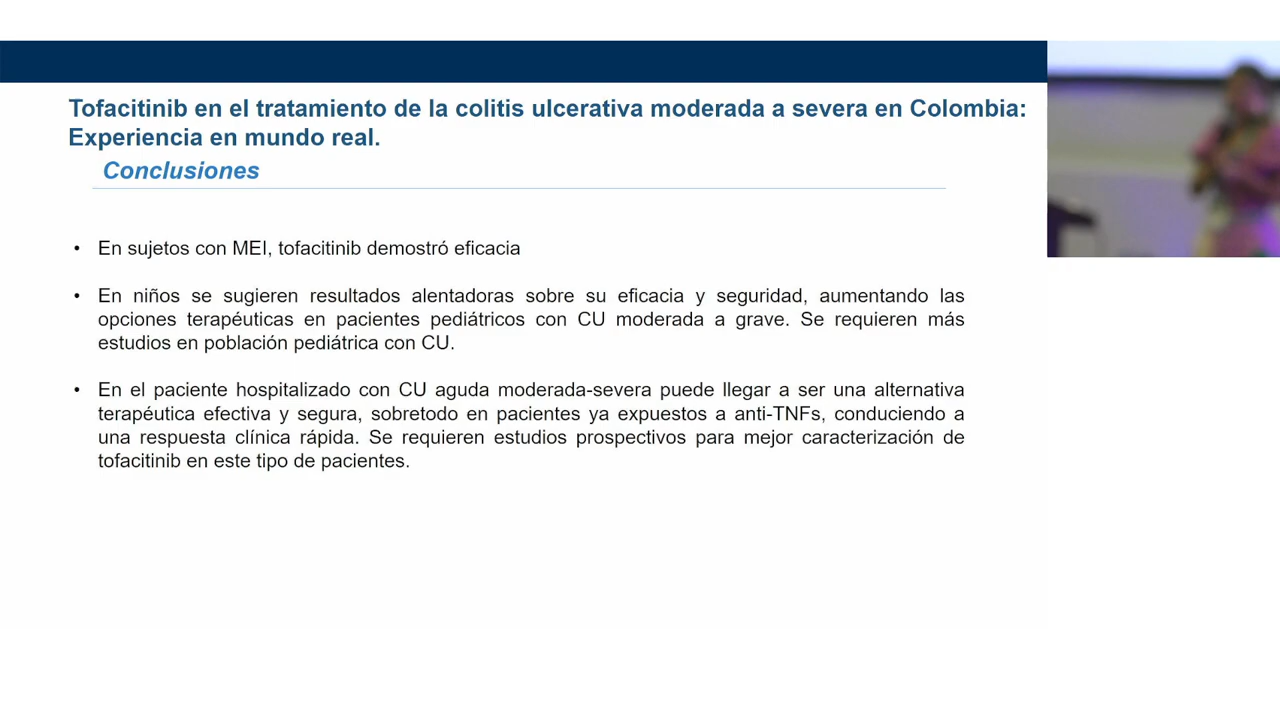 Tofacitinib en el tratamiento de la colitis ulcerativa moderada a severa en Colombia:
Experiencia en mundo real.
Conclusiones
• En sujetos con MEI, tofacitinib demostró eficacia
• En niños se sugieren resultados alentadoras sobre su eficacia y seguridad, aumentando las
opciones terapéuticas en pacientes pediátricos con CU moderada a grave. Se requieren más
estudios en población pediátrica con CU.
• En el paciente hospitalizado con CU aguda moderada-severa puede llegar a ser una alternativa
terapéutica efectiva y segura, sobretodo en pacientes ya expuestos a anti-TNFs, conduciendo a
una respuesta clínica rápida. Se requieren estudios prospectivos para mejor caracterización de
tofacitinib en este tipo de pacientes.